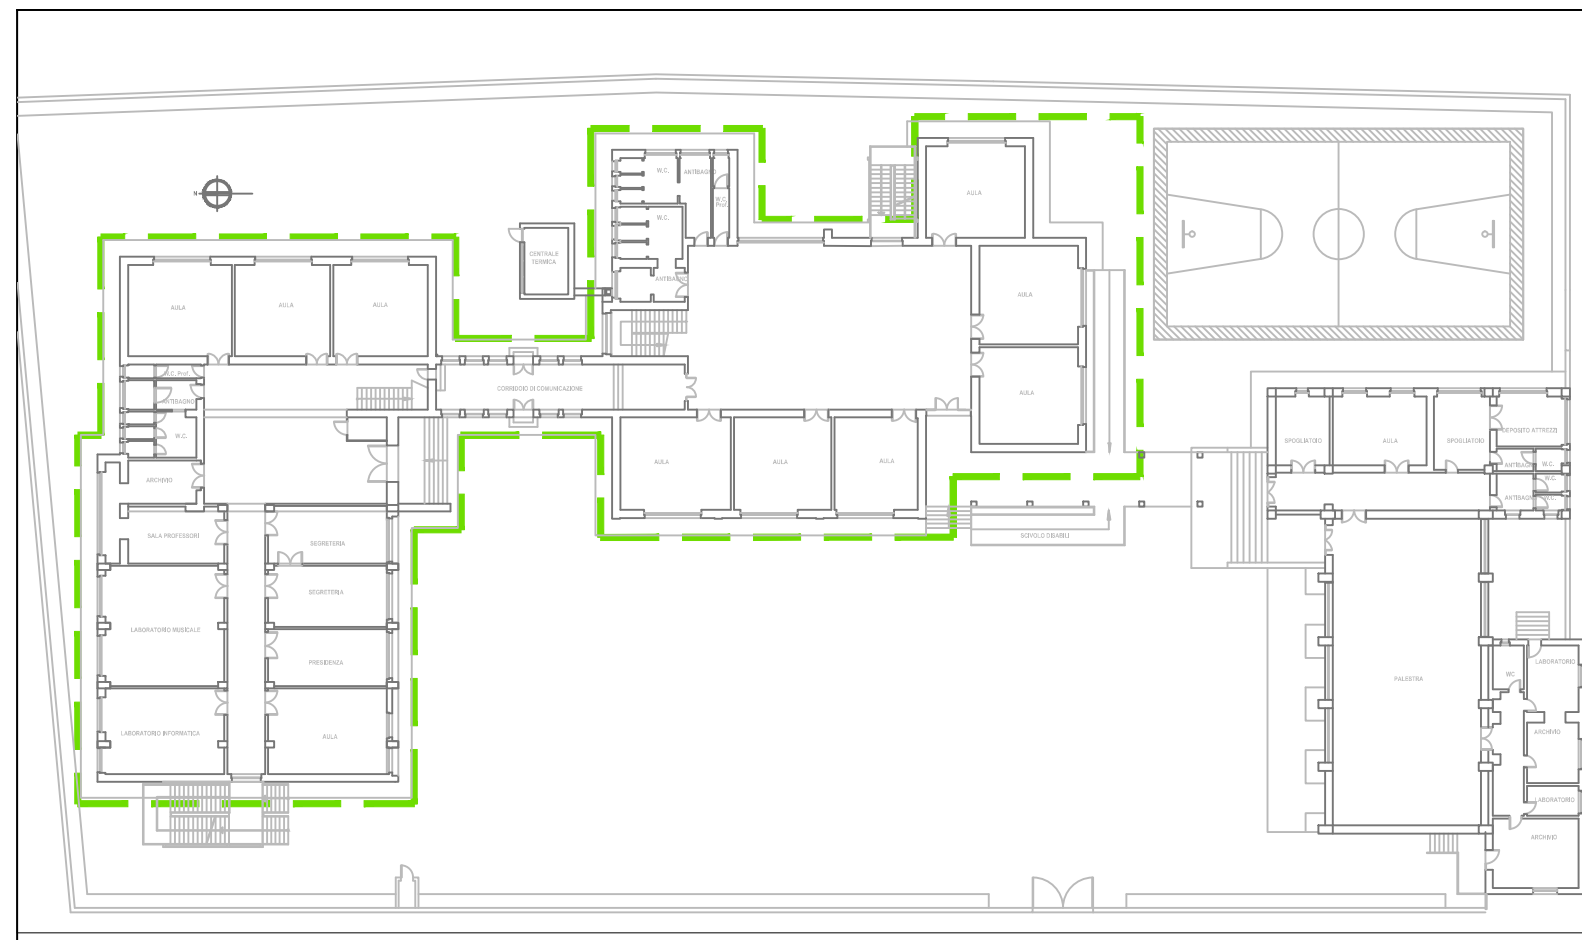 W.C.
ANTIBAGNO
W.C.
Prof.
AULA
N
W.C.
CENTRALE
TERMICA
ANTIBAGNO
AULA
AULA
AULA
AULA
W.C. Prof.
CORRIDOIO DI COMUNICAZIONE
AULA
ANTIBAGNO
W.C.
SPOGLIATOIO
AULA
SPOGLIATOIO
DEPOSITO ATTREZZI
AULA
AULA
AULA
ANTIBAGNO
W.C.
ARCHIVIO
W.C.
ANTIBAGNO
W.C.
SALA PROFESSORI
SEGRETERIA
SCIVOLO DISABILI
SEGRETERIA
LABORATORIO MUSICALE
PRESIDENZA
LABORATORIO
WC
PALESTRA
LABORATORIO INFORMATICA
AULA
ARCHIVIO
LABORATORIO
ARCHIVIO